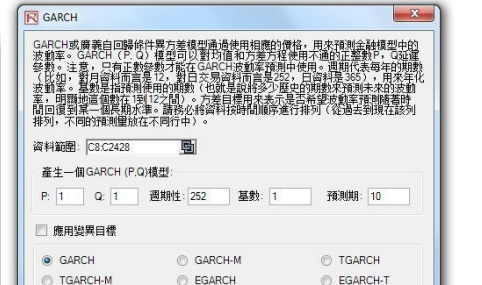 GARCH
GARCH或廣義自回歸條件異方差模型通過使用相應的價格,用來預測金融模型中的
波動率。GARCH (P, Q) 模型可以對均值和方差方程使用不適的正整數P,Q延遲
參數。注意,只有正數參數才能在GARCH波動率預測中使用。週期代表每年的期數
(比如,對月資料而言是12,對日交易資料而言是252,日資料是365),用來年化
波動率。基數是指預測使用的期數(也就是說將多少歷史的期數來預測未來的波動
率,明顯地這個數在1到12之間)。方差目標用來表示是否希望波動率預測隨著時
間回復到某一個長期水準。請務必將資料按時間順序進行排列(從過去到現在該列
排列,不同的預測量放在不同行中)。
資料範圍: C8:C2428
產生一個GARCH (P,Q)模型:
P: 1 Q: 1 週期性: 252 基數: 1 預測期: 10
應用變異目標
GARCH GARCH-M TGARCH
TGARCH-M EGARCH EGARCH-T